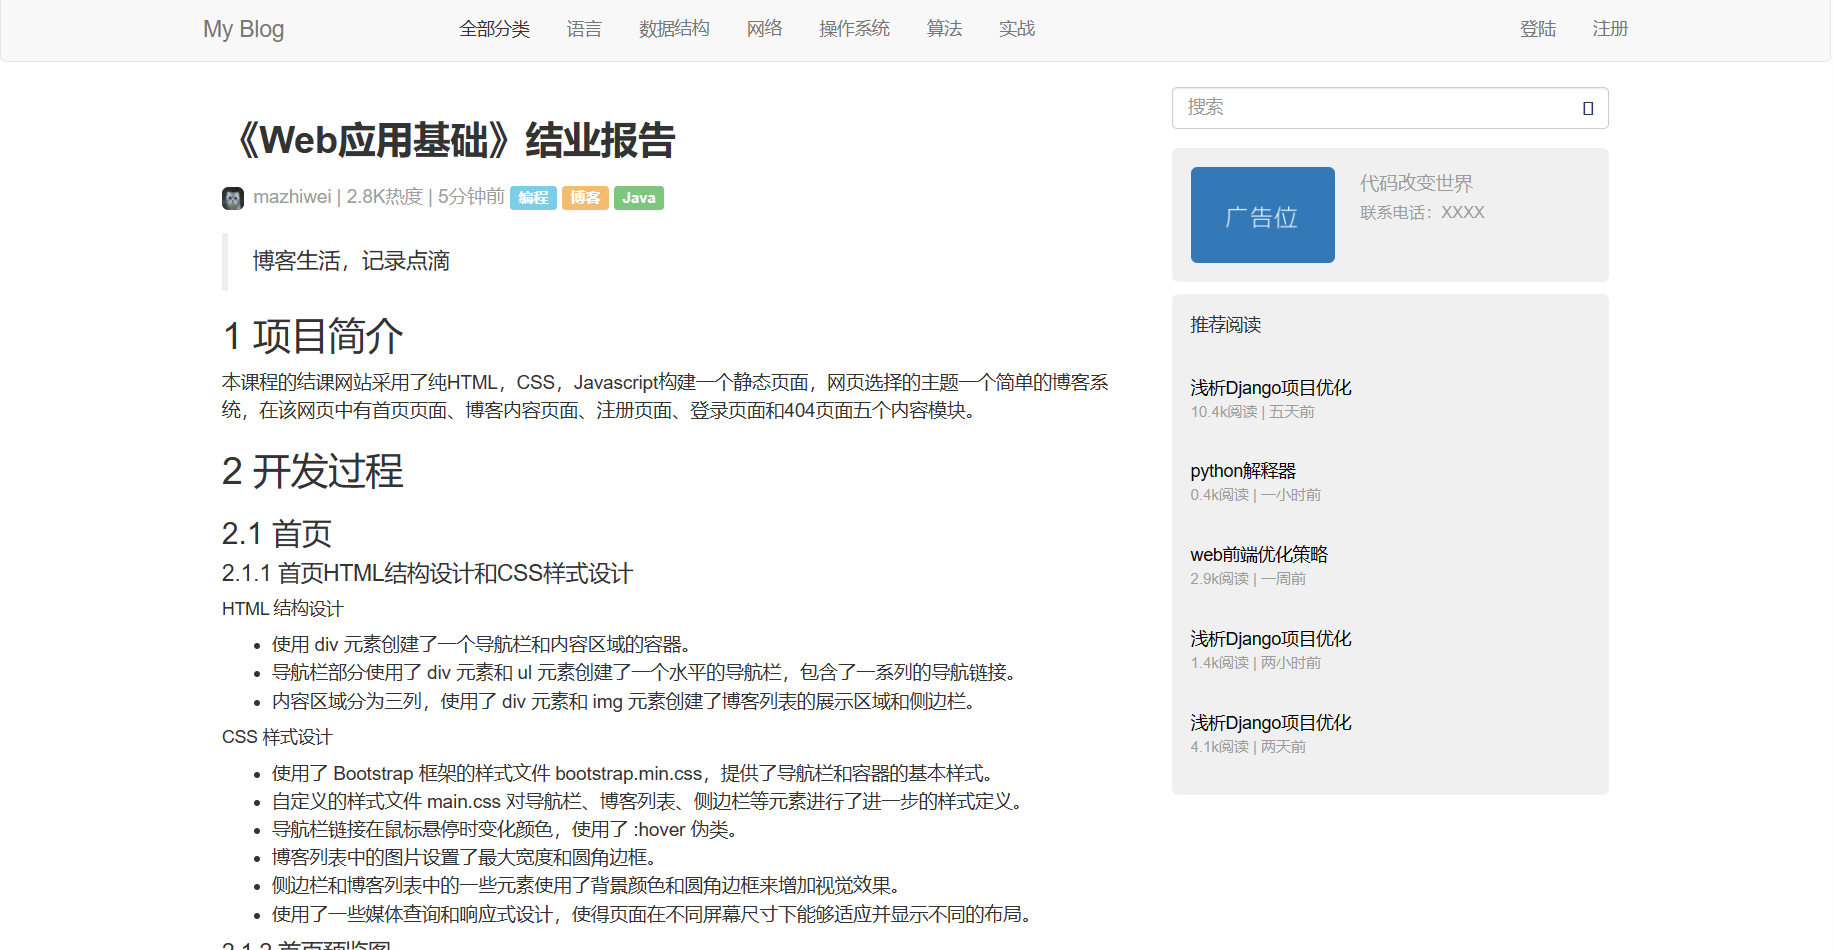 My Blog 全部分类 语言 数据结构 网络 操作系统 算法 实战 登陆 注册
《Web应用基础》结业报告
mazhiwei | 2.8K热度 | 5分钟前 编程 博客 Java
博客生活，记录点滴
1 项目简介
本课程的结课网站采用了纯HTML，CSS，Javascript构建一个静态页面，网页选择的主题一个简单的博客系
统，在该网页中有首页页面、博客内容页面、注册页面、登录页面和404页面五个内容模块。
2 开发过程
2.1 首页
2.1.1 首页HTML结构设计和CSS样式设计
HTML 结构设计
• 使用 div 元素创建了一个导航栏和内容区域的容器。
• 导航栏部分使用了 div 元素和 ul 元素创建了一个水平的导航栏，包含了一系列的导航链接。
• 内容区域分为三列，使用了 div 元素和 img 元素创建了博客列表的展示区域和侧边栏。
CSS 样式设计
• 使用了 Bootstrap 框架的样式文件 bootstrap.min.css，提供了导航栏和容器的基本样式。
• 自定义的样式文件 main.css 对导航栏、博客列表、侧边栏等元素进行了进一步的样式定义。
• 导航栏链接在鼠标悬停时变化颜色，使用了 :hover 伪类。
• 博客列表中的图片设置了最大宽度和圆角边框。
• 侧边栏和博客列表中的一些元素使用了背景颜色和圆角边框来增加视觉效果。
• 使用了一些媒体查询和响应式设计，使得页面在不同屏幕尺寸下能够适应并显示不同的布局。
2.1.2 首页预览图
搜索
广告位
代码改变世界
联系电话：XXXX
推荐阅读
浅析Django项目优化
10.4k阅读 | 五天前
python解释器
0.4k阅读 | 一小时前
web前端优化策略
2.9k阅读 | 一周前
浅析Django项目优化
1.4k阅读 | 两小时前
浅析Django项目优化
4.1k阅读 | 两天前